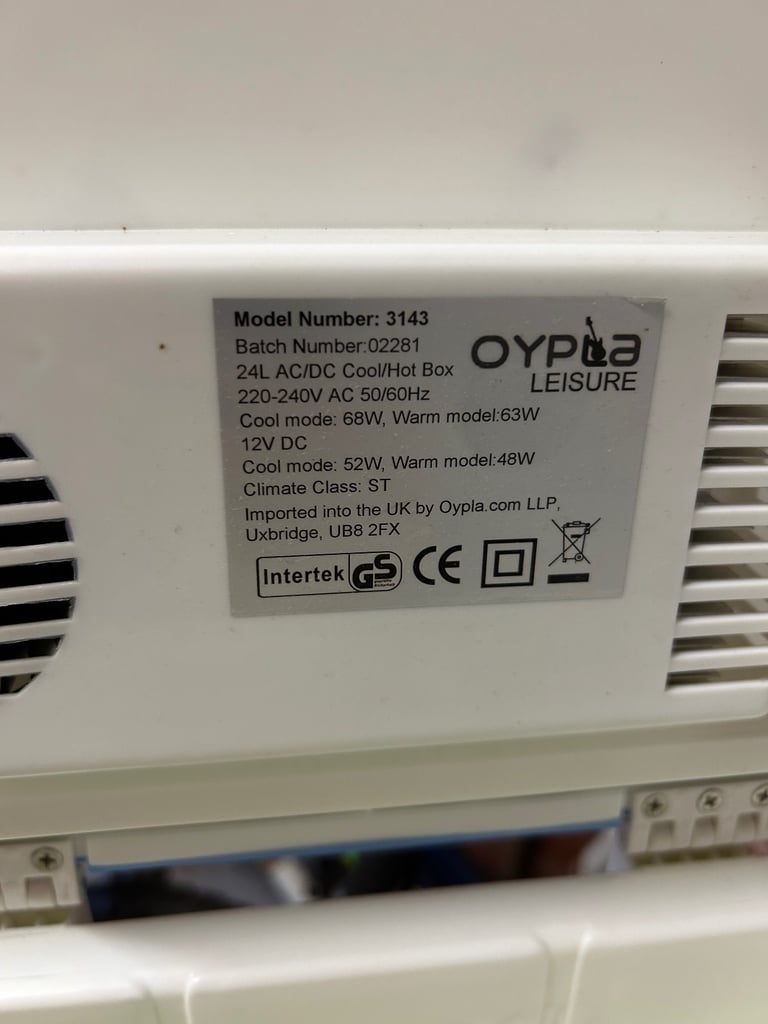 Model Number: 3143
Batch Number:02281
24L AC/DC Cool/Hot Box
220-240V AC 50/60Hz
Cool mode: 68W, Warm model:63W
12V DC
Cool mode: 52W, Warm model:48W
Climate Class: ST
Imported into the UK by Oypla.com LLP,
Uxbridge, UB8 2FX
OYPLA
LEISURE
Intertek GS
CE